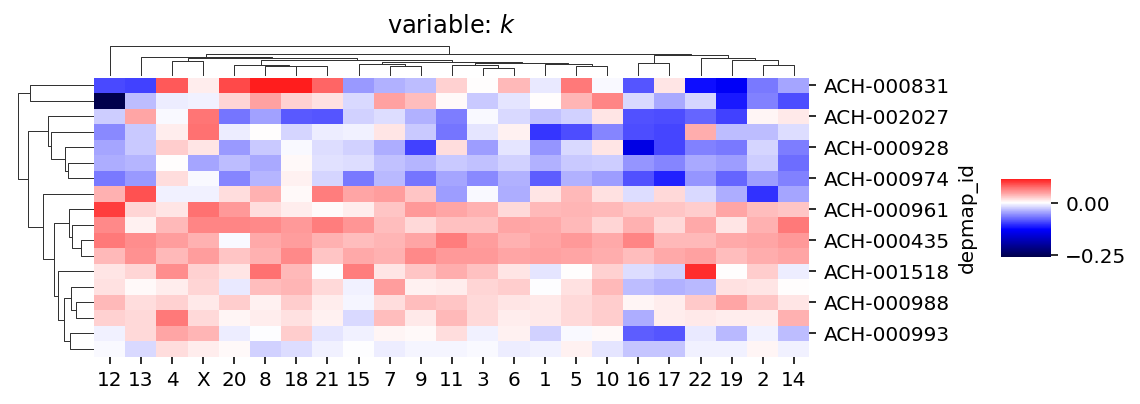 variable: k
ACH-000831
ACH-002027
ACH-000928
ACH-000974
ACH-000961
ACH-000435
ACH-001518
ACH-000988
ACH-000993
depmap_id
0.00
−0.25
12 13 4 X 20 8 18 21 15 7 9 11 3 6 1 5 10 16 17 22 19 2 14